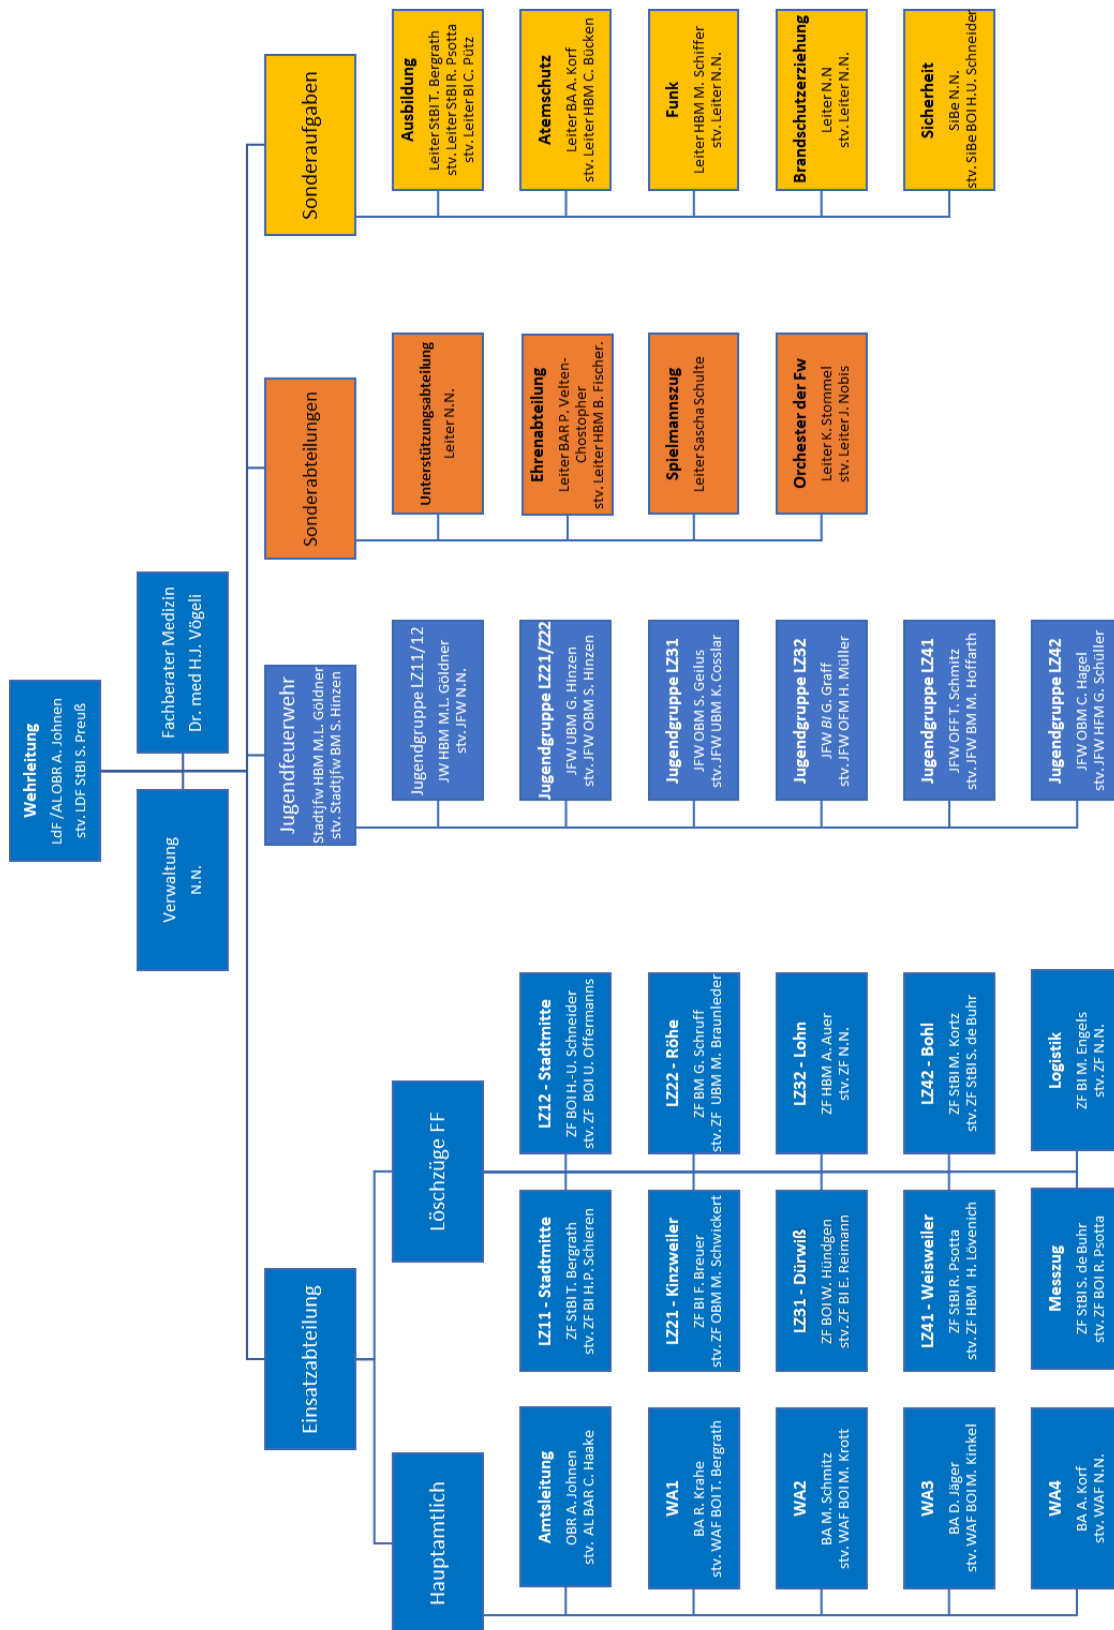 Wehrleitung
LdF /ALOBR A. Johnen
stv. LDF StBI S. Preuß
Verwaltung
N.N.
Fachberater Medizin
Dr. med H.J. Vögeli
Einsatzabteilung
Hauptamtlich
Amtsleitung
OBR A. Johnen
stv. AL BAR C. Haake
WA1
BA R. Krahe
stv. WAF BOI T. Bergrath
WA2
BA M. Schmitz
stv. WAF BOI M. Krott
WA3
BA D. Jäger
stv. WAF BOI M. Kinkel
WA4
BA A. Korf
stv. WAF N.N.
Löschzüge FF
LZ11 - Stadtmitte
ZF StBI T. Bergrath
stv. ZF BI H.P. Schieren
LZ12 - Stadtmitte
ZF BOI H.-U. Schneider
stv. ZF BOI U. Offermanns
LZ21 - Kinzweiler
ZF BI F. Breuer
stv. ZF OBM M. Schwickert
LZ22 - Röhe
ZF BM G. Schruff
stv. ZF UBM M. Braunleder
LZ31 - Dürwiß
ZF BOI W. Hündgen
stv. ZF BI E. Reimann
LZ32 - Lohn
ZF HBM A. Auer
stv. ZF N.N.
LZ41 - Weisweiler
ZF StBI R. Psotta
stv. ZF HBM H. Lövenich
LZ42 - Bohl
ZF StBI M. Kortz
stv. ZF StBI S. de Buhr
Messzug
ZF StBI S. de Buhr
stv. ZF BOI R. Psotta
Logistik
ZF BI M. Engels
stv. ZF N.N.
Jugendfeuerwehr
Stadtjfw HBM M.L. Göldner
stv. Stadtjfw BM S. Hinzen
Jugendgruppe LZ11/12
JW HBM M.L. Göldner
stv. JFW N.N.
Jugendgruppe LZ21/Z22
JFW UBM G. Hinzen
stv. JFW OBM S. Hinzen
Jugendgruppe LZ31
JFW OBM S. Geilus
stv. JFW UBM K. Cosslar
Jugendgruppe LZ32
JFW BI G. Graff
stv. JFW OFM H. Müller
Jugendgruppe LZ41
JFW OFF T. Schmitz
stv. JFW BM M. Hoffarth
Jugendgruppe LZ42
JFW OBM C. Hagel
stv. JFW HFM G. Schüller
Sonderabteilungen
Unterstützungsabteilung
Leiter N.N.
Ehrenabteilung
Leiter BAR P. Velten-
Chostopher
stv. Leiter HBM B. Fischer.
Spielmannszug
Leiter Sascha Schulte
Orchester der Fw
Leiter K. Stommel
stv. Leiter J. Nobis
Sonderaufgaben
Ausbildung
Leiter StBI T. Bergrath
stv. Leiter StBI R. Psotta
stv. Leiter BI C. Pütz
Atemschutz
Leiter BA A. Korf
stv. Leiter HBM C. Bücken
Funk
Leiter HBM M. Schiffer
stv. Leiter N.N.
Brandschutzerziehung
Leiter N.N
stv. Leiter N.N.
Sicherheit
SiBe N.N.
stv. SiBe BOI H.U. Schneider